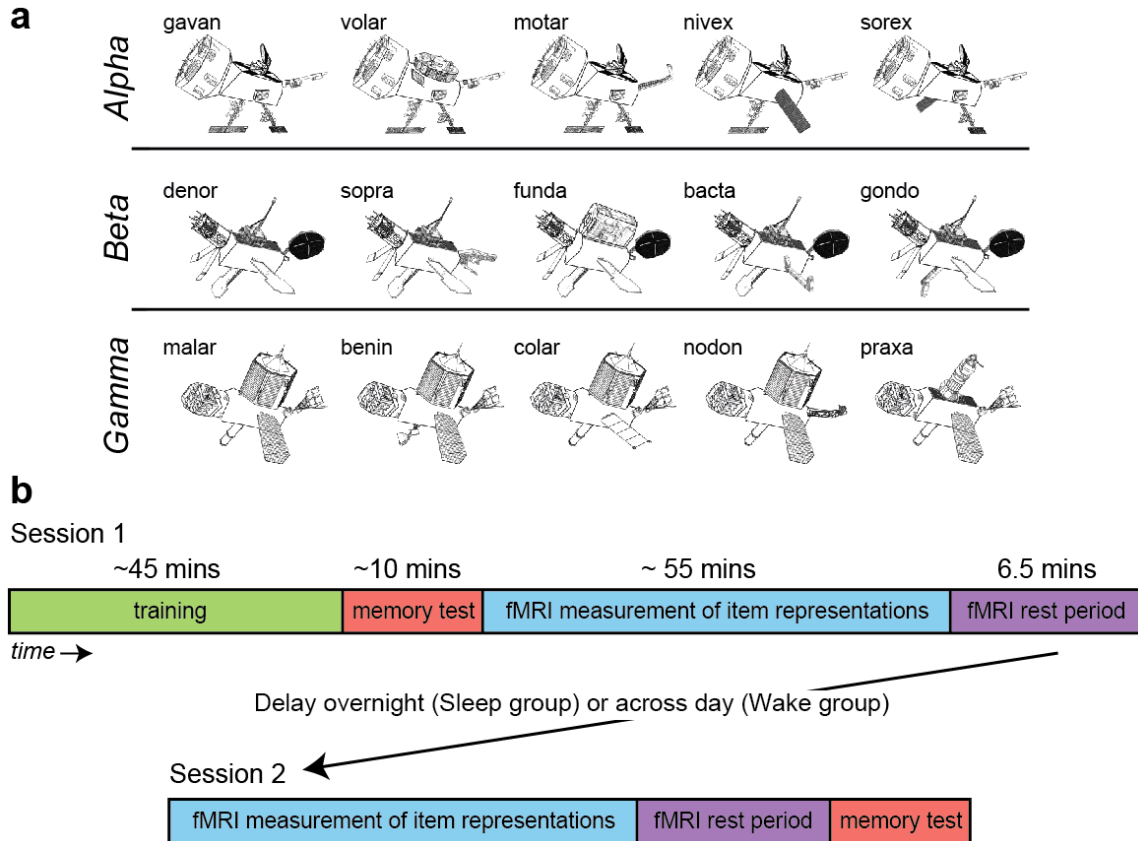 a
Alpha
gavan volar motar nivex sorex
Beta
denor sopra funda bacta gondo
Gamma
malar benin colar nodon praxa
b
Session 1
~45 mins ~10 mins ~ 55 mins 6.5 mins
training memory test fMRI measurement of item representations fMRI rest period
time
Delay overnight (Sleep group) or across day (Wake group)
Session 2
fMRI measurement of item representations fMRI rest period memory test